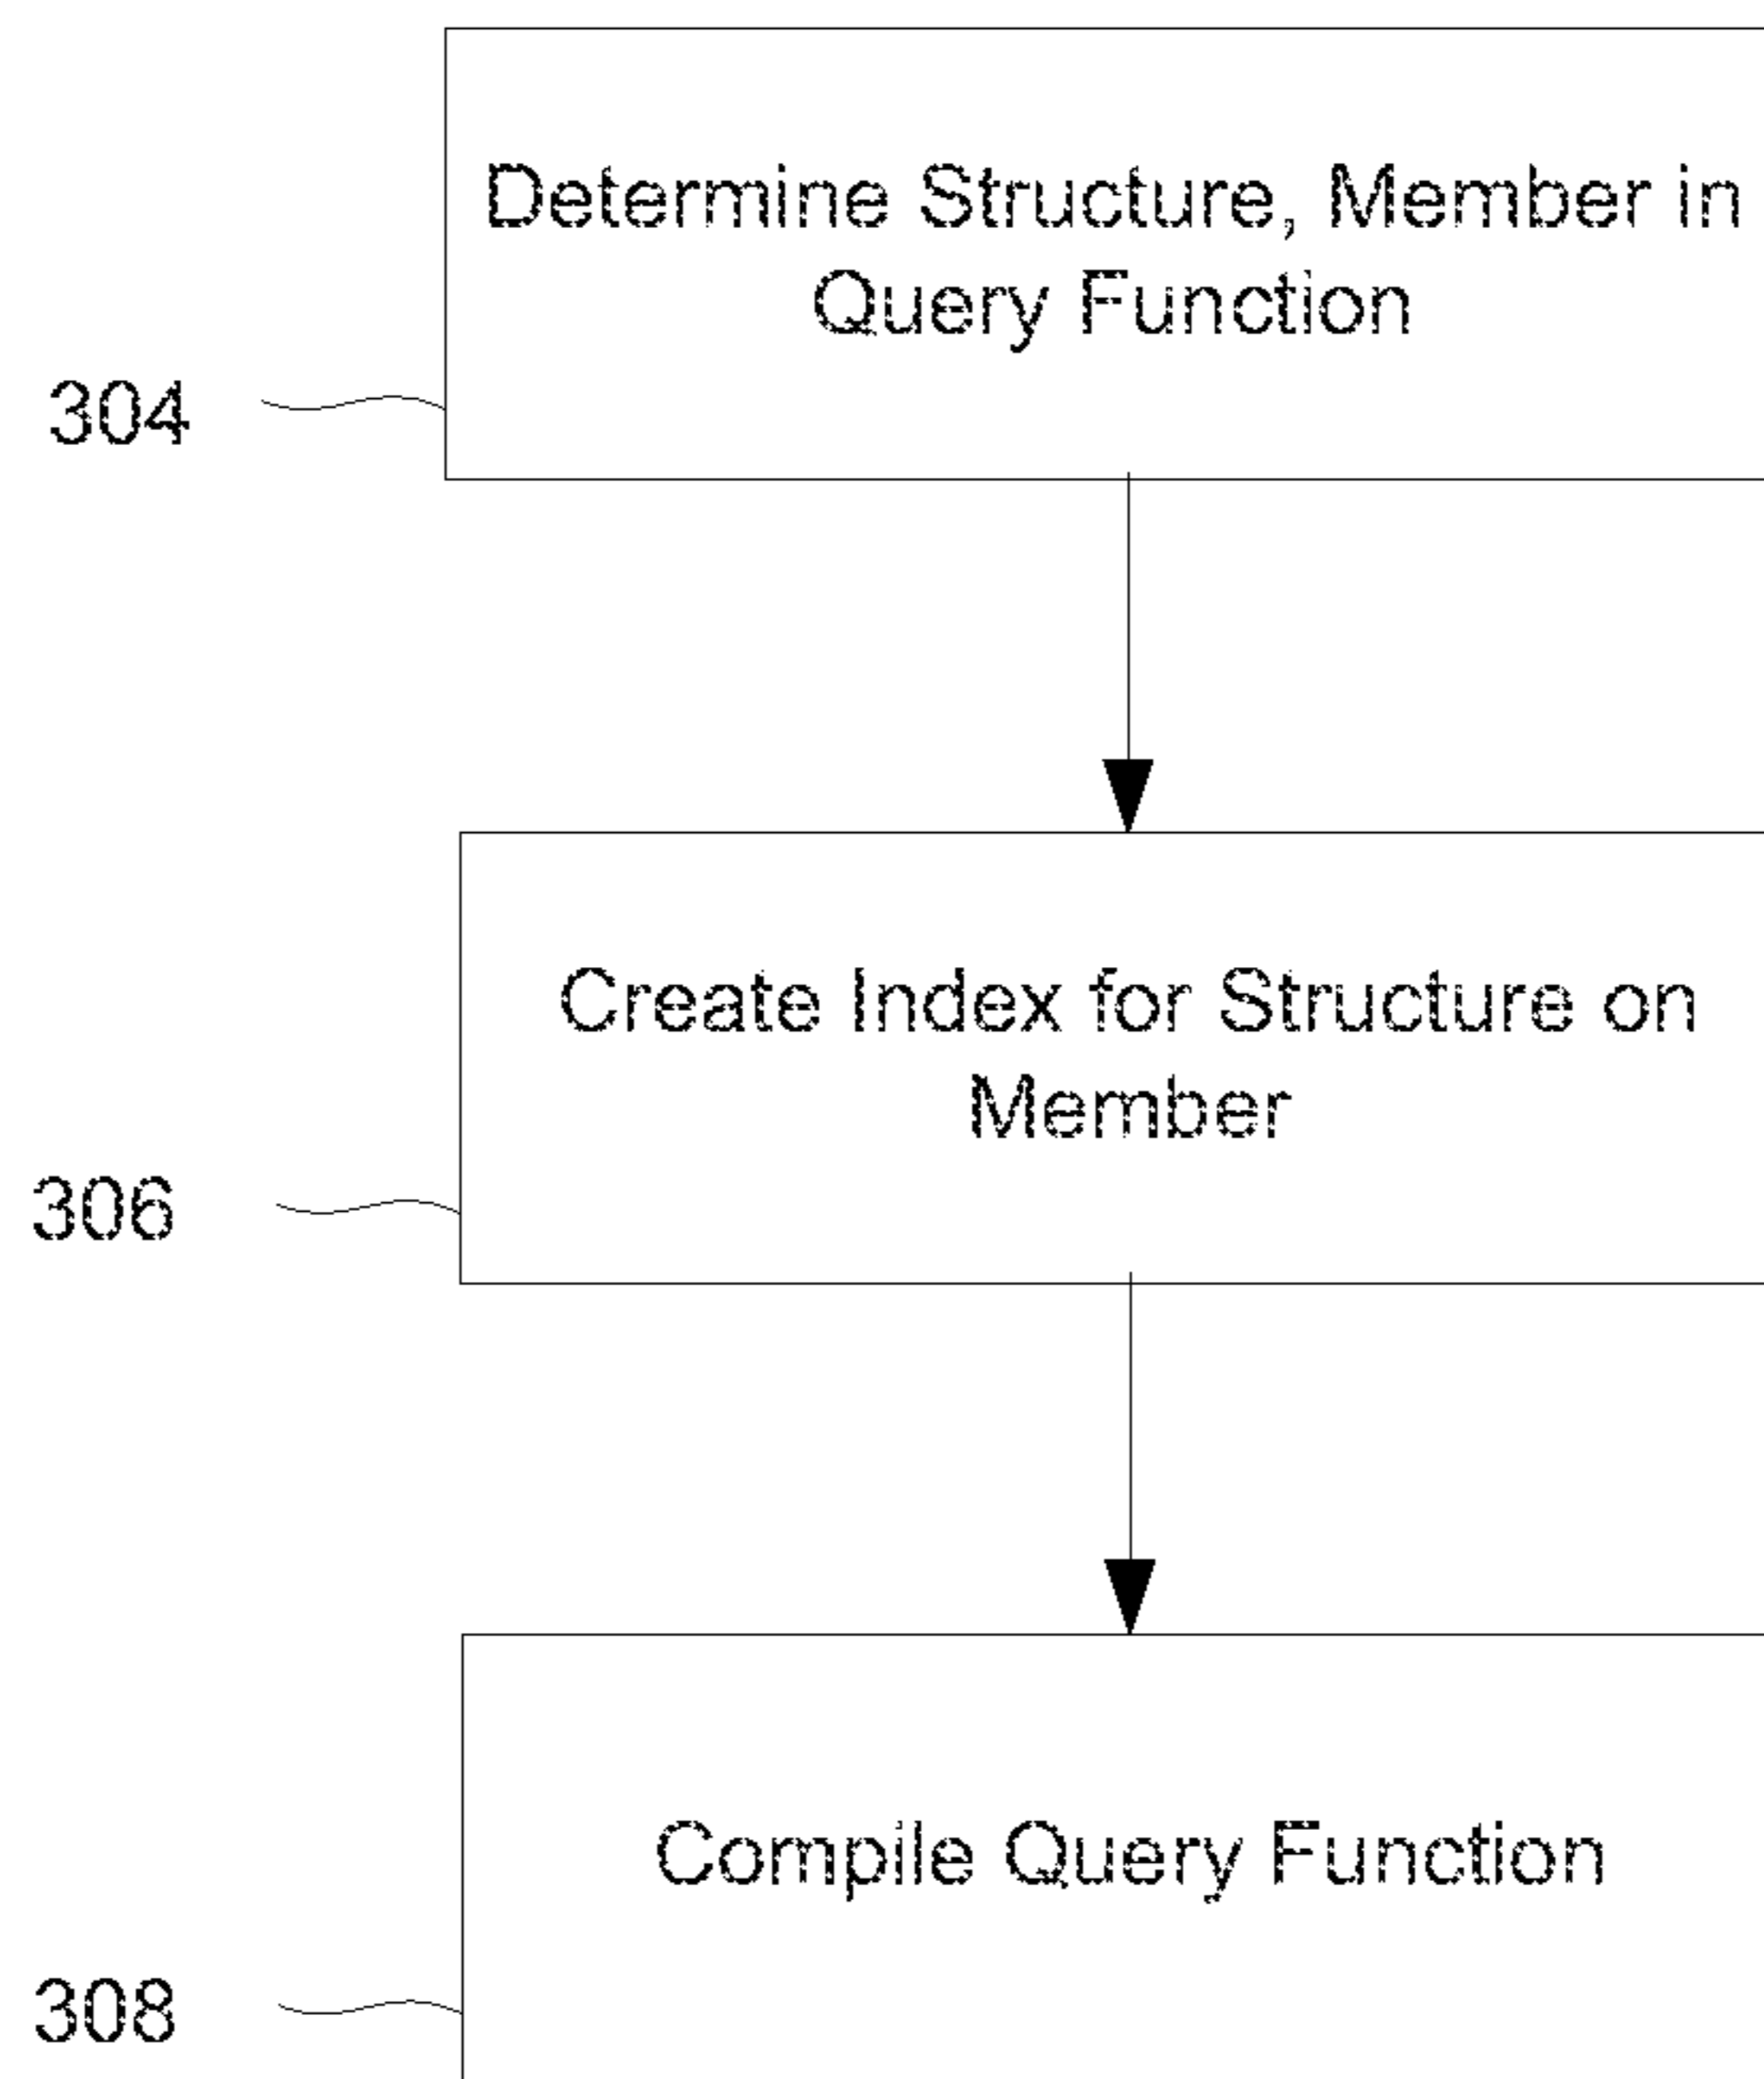 Determine Structure, Member in
Query Function
304
Create Index for Structure on
Member
306
Compile Query Function
308